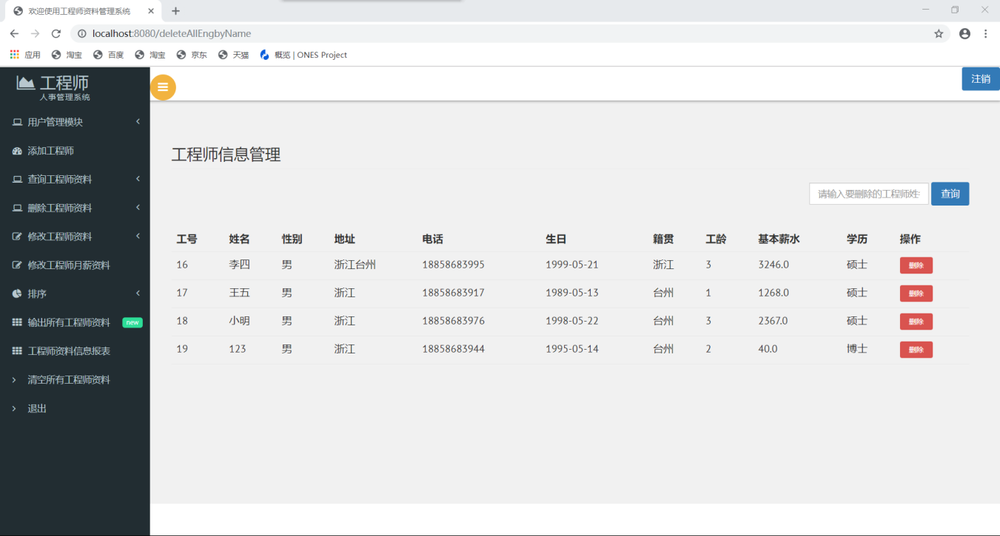 欢迎使用工程师资料管理系统
localhost:8080/deleteAllEngbyName
应用 淘宝 百度 淘宝 京东 天猫 概览 | ONES Project
工程师
人事管理系统
注销
用户管理模块
添加工程师
查询工程师资料
删除工程师资料
修改工程师资料
修改工程师月薪资料
排序
输出所有工程师资料 new
工程师资料信息报表
清空所有工程师资料
退出
工程师信息管理
请输入要删除的工程师姓 查询
工号 姓名 性别 地址 电话 生日 籍贯 工龄 基本薪水 学历 操作
16 李四 男 浙江台州 18858683995 1999-05-21 浙江 3 3246.0 硕士 删除
17 王五 男 浙江 18858683917 1989-05-13 台州 1 1268.0 硕士 删除
18 小明 男 浙江 18858683976 1998-05-22 台州 3 2367.0 硕士 删除
19 123 男 浙江 18858683944 1995-05-14 台州 2 40.0 博士 删除